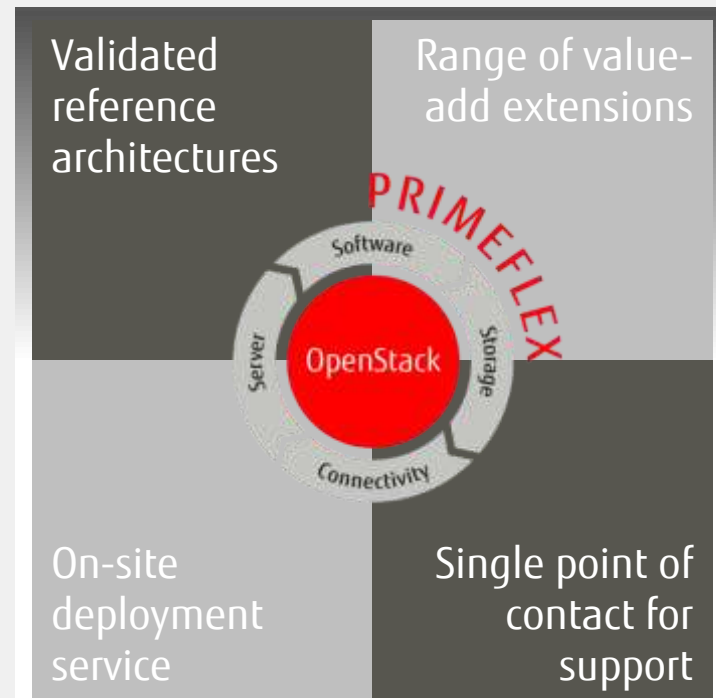 Validated
reference
architectures
Range of value-
add extensions
PRIMEFLEX
Software
Server
OpenStack
Storage
Connectivity
On-site
deployment
service
Single point of
contact for
support